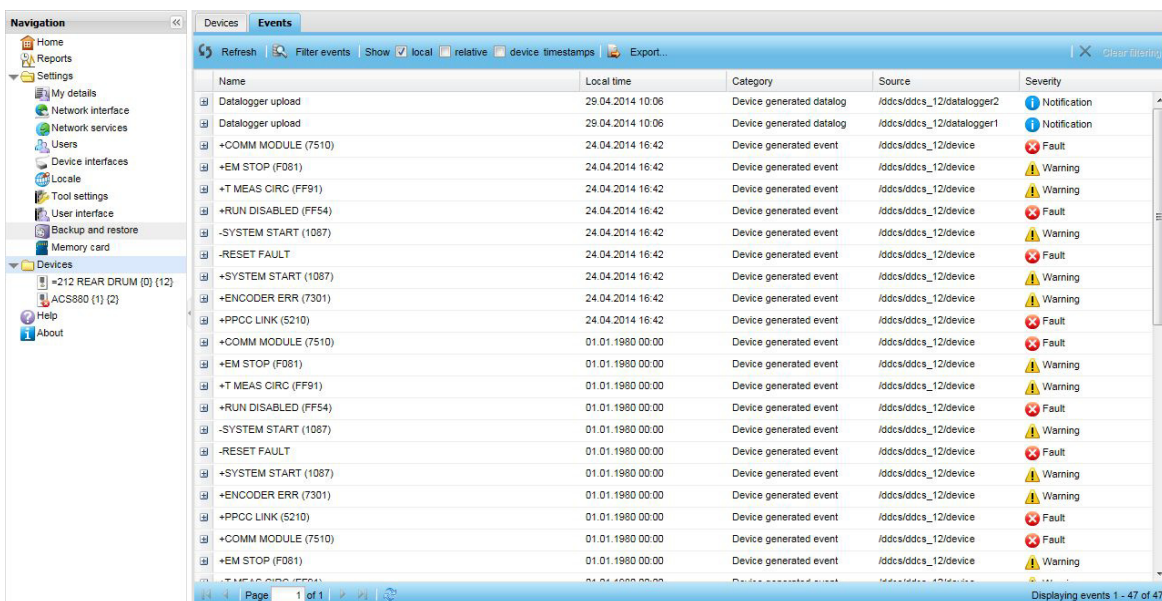 Navigation
Home
Reports
Settings
My details
Network interface
Network services
Users
Device interfaces
Locale
Tool settings
User interface
Backup and restore
Memory card
Devices
=212 REAR DRUM {0} {12}
ACS880 {1} {2}
Help
About
Devices Events
Refresh Filter events Show local relative device timestamps Export... Clear filtering
Name Local time Category Source Severity
Datalogger upload 29.04.2014 10:06 Device generated datalog /ddcs/ddcs_12/datalogger2 Notification
Datalogger upload 29.04.2014 10:06 Device generated datalog /ddcs/ddcs_12/datalogger1 Notification
+COMM MODULE (7510) 24.04.2014 16:42 Device generated event /ddcs/ddcs_12/device Fault
+EM STOP (F081) 24.04.2014 16:42 Device generated event /ddcs/ddcs_12/device Warning
+T MEAS CIRC (FF91) 24.04.2014 16:42 Device generated event /ddcs/ddcs_12/device Warning
+RUN DISABLED (FF54) 24.04.2014 16:42 Device generated event /ddcs/ddcs_12/device Fault
-SYSTEM START (1087) 24.04.2014 16:42 Device generated event /ddcs/ddcs_12/device Warning
-RESET FAULT 24.04.2014 16:42 Device generated event /ddcs/ddcs_12/device Fault
+SYSTEM START (1087) 24.04.2014 16:42 Device generated event /ddcs/ddcs_12/device Warning
+ENCODER ERR (7301) 24.04.2014 16:42 Device generated event /ddcs/ddcs_12/device Warning
+PPCC LINK (5210) 24.04.2014 16:42 Device generated event /ddcs/ddcs_12/device Fault
+COMM MODULE (7510) 01.01.1980 00:00 Device generated event /ddcs/ddcs_12/device Fault
+EM STOP (F081) 01.01.1980 00:00 Device generated event /ddcs/ddcs_12/device Warning
+T MEAS CIRC (FF91) 01.01.1980 00:00 Device generated event /ddcs/ddcs_12/device Warning
+RUN DISABLED (FF54) 01.01.1980 00:00 Device generated event /ddcs/ddcs_12/device Fault
-SYSTEM START (1087) 01.01.1980 00:00 Device generated event /ddcs/ddcs_12/device Warning
-RESET FAULT 01.01.1980 00:00 Device generated event /ddcs/ddcs_12/device Fault
+SYSTEM START (1087) 01.01.1980 00:00 Device generated event /ddcs/ddcs_12/device Warning
+ENCODER ERR (7301) 01.01.1980 00:00 Device generated event /ddcs/ddcs_12/device Warning
+PPCC LINK (5210) 01.01.1980 00:00 Device generated event /ddcs/ddcs_12/device Fault
+COMM MODULE (7510) 01.01.1980 00:00 Device generated event /ddcs/ddcs_12/device Fault
+EM STOP (F081) 01.01.1980 00:00 Device generated event /ddcs/ddcs_12/device Warning
Page 1 of 1 Displaying events 1 - 47 of 47